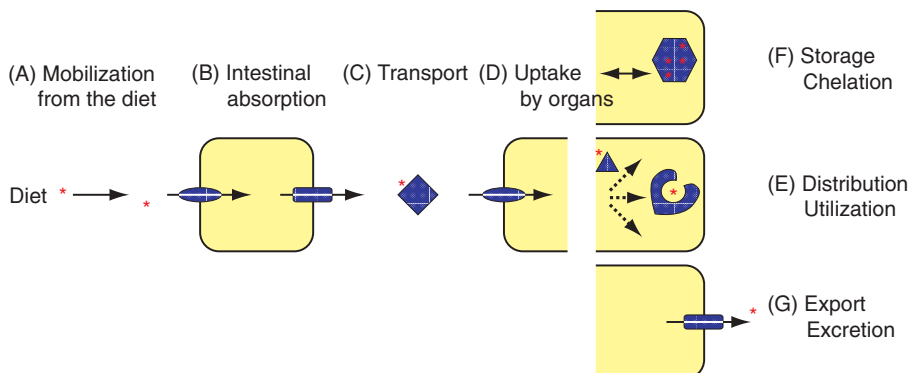 (A) Mobilization
from the diet
(B) Intestinal
absorption
(C) Transport
(D) Uptake
by organs
(F) Storage
Chelation
Diet * *
*
*
*
(E) Distribution
Utilization
(G) Export
Excretion
*